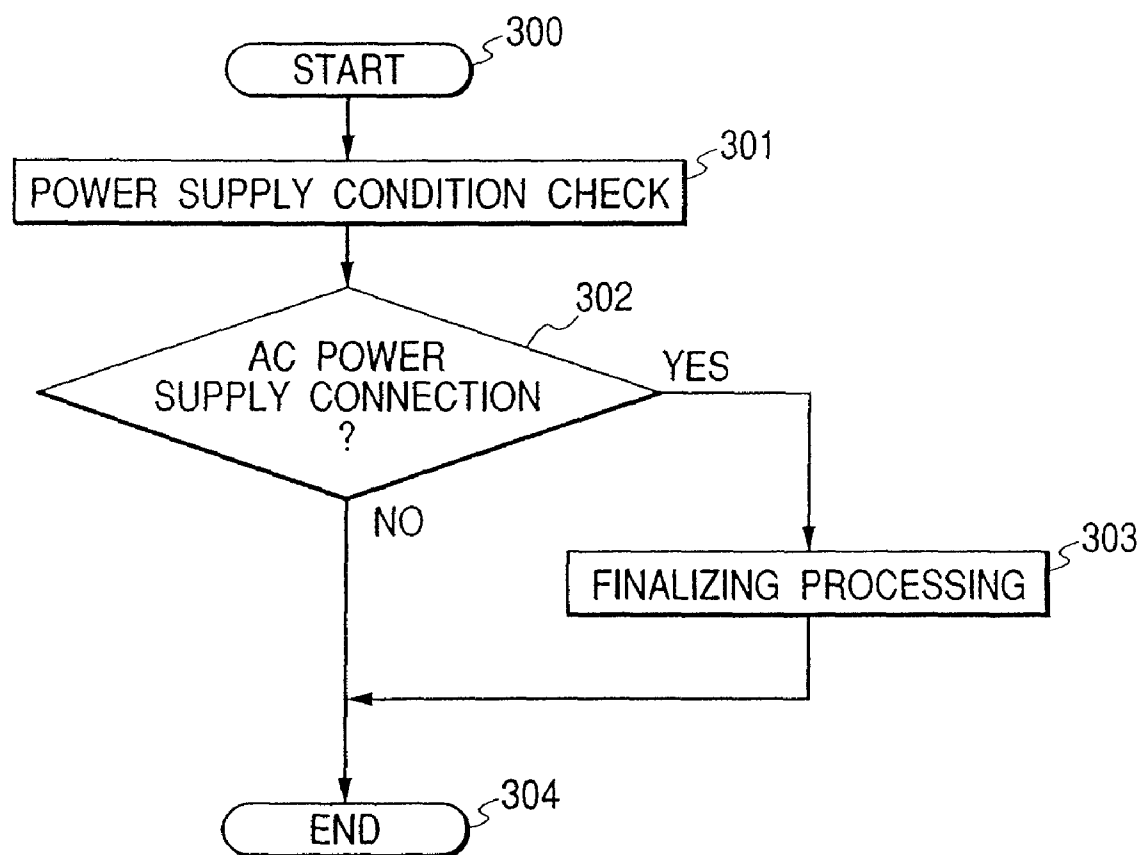 300
START
301
POWER SUPPLY CONDITION CHECK
302
AC POWER
SUPPLY CONNECTION
?
YES
NO
303
FINALIZING PROCESSING
304
END